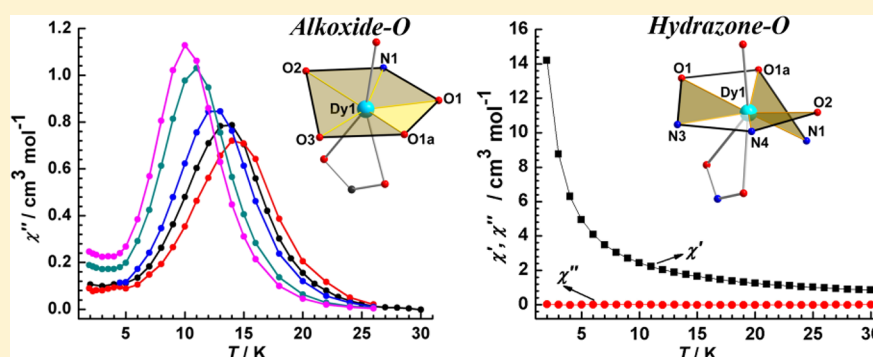 Alkoxide-O
1.2
1.0
0.8
0.6
0.4
0.2
0.0
χ'' / cm³ mol⁻¹
5 10 15 20 25 30
T / K
O2
N1
O1
Dy1
O3
O1a
Hydrazone-O
16
14
12
10
8
6
4
2
0
χ', χ'' / cm³ mol⁻¹
0 5 10 15 20 25 30
T / K
O1
O1a
Dy1
O2
N3
N4
N1
χ'
χ''